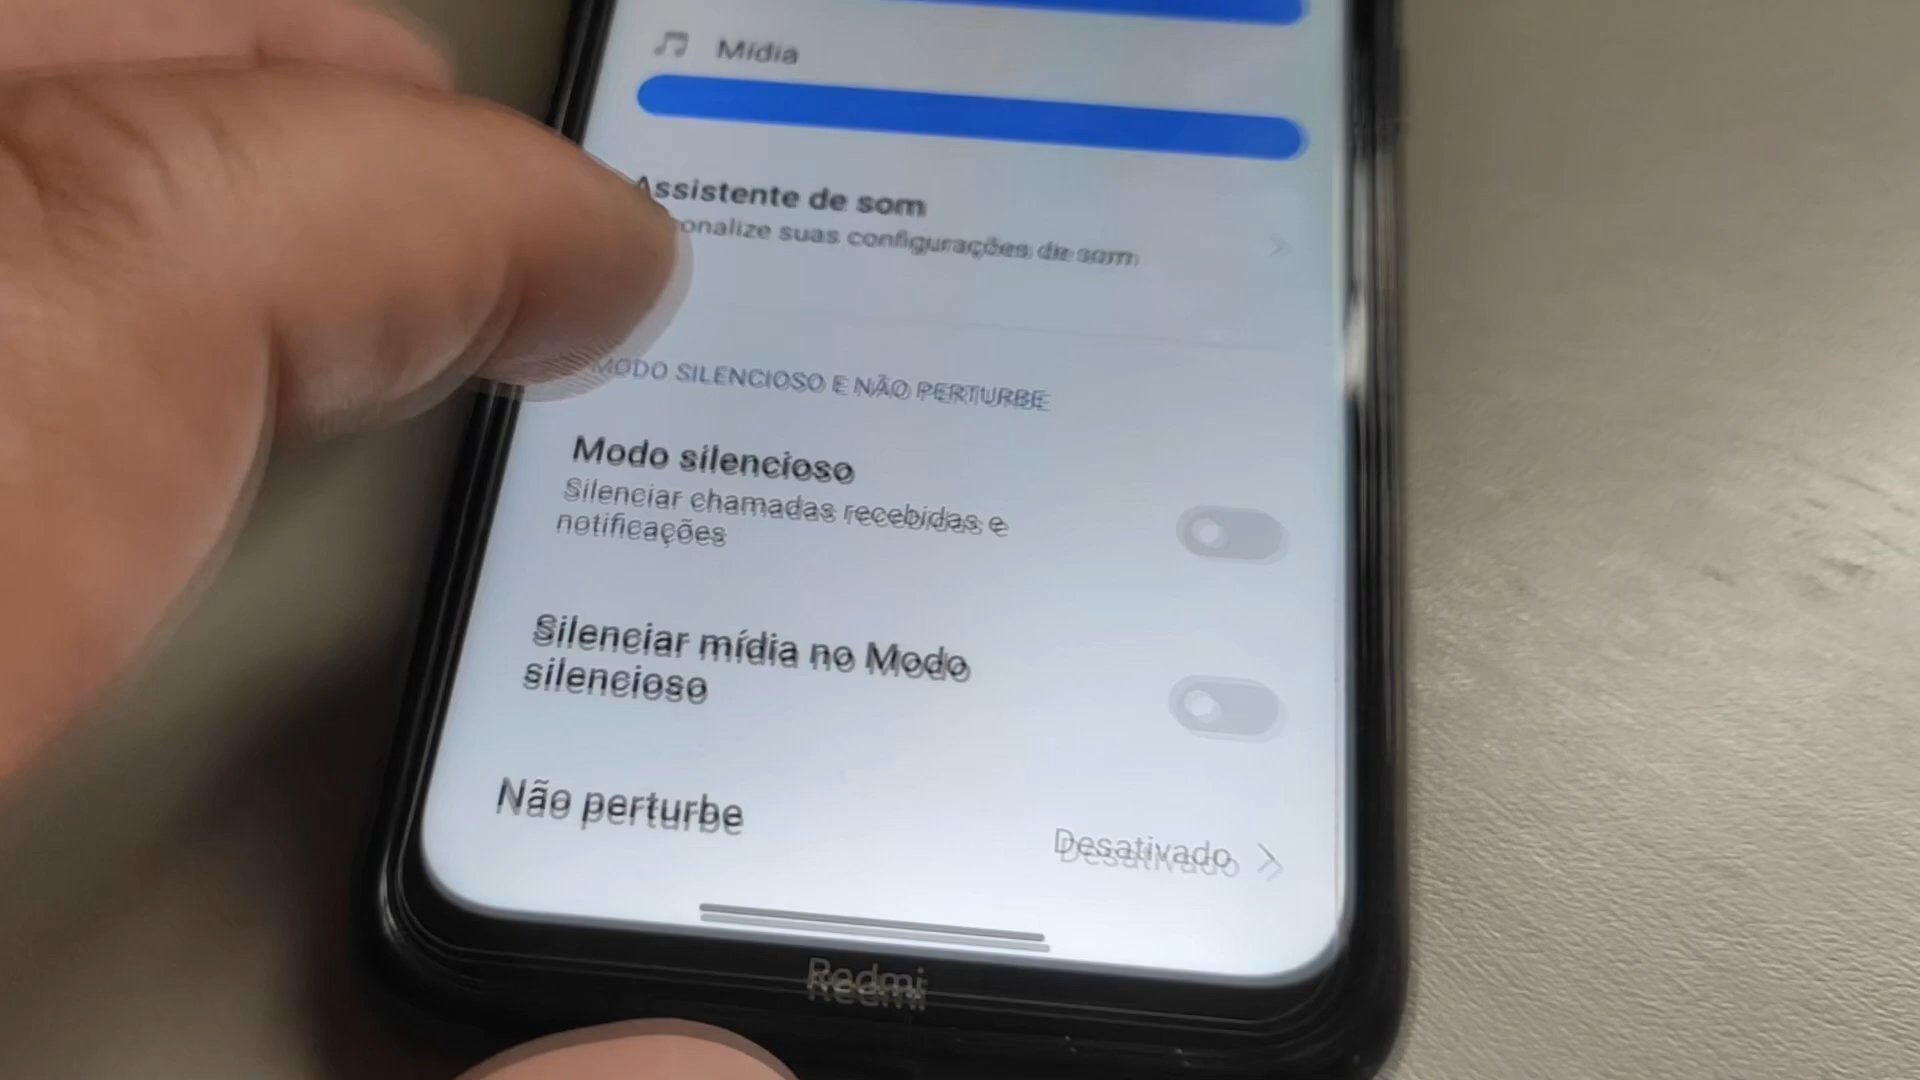 Mídia
Assistente de som
onalize suas configurações de som
MODO SILENCIOSO E NÃO PERTURBE
Modo silencioso
Silenciar chamadas recebidas e
notificações
Silenciar mídia no Modo
silencioso
Não perturbe
Desativado
Redmi